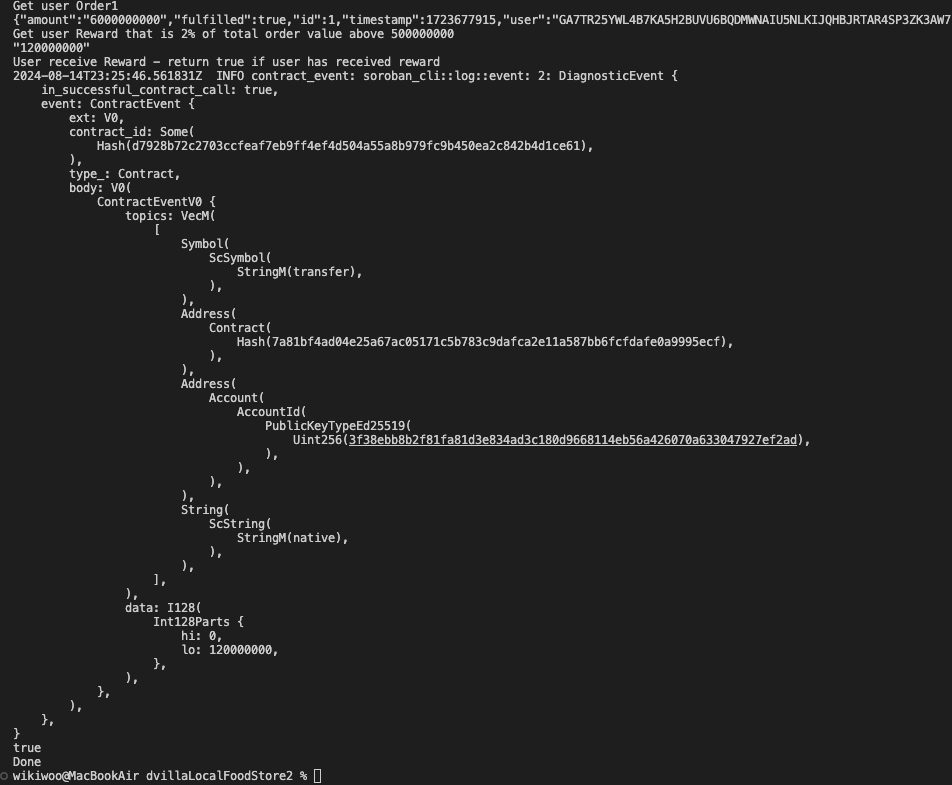 Get user Order1
{"amount":"6000000000","fulfilled":true,"id":1,"timestamp":1723677915,"user":"GA7TR25YWL4B7KA5H2BUVU6BQDMWNAIU5NLKIJQHBJRTAR4SP3ZK3AW7
Get user Reward that is 2% of total order value above 500000000
"120000000"
User receive Reward – return true if user has received reward
2024-08-14T23:25:46.561831Z  INFO contract_event: soroban_cli::log::event: 2: DiagnosticEvent {
    in_successful_contract_call: true,
    event: ContractEvent {
        ext: V0,
        contract_id: Some(
            Hash(d7928b72c2703ccfeaf7eb9ff4ef4d504a55a8b979fc9b450ea2c842b4d1ce61),
        ),
        type_: Contract,
        body: V0(
            ContractEventV0 {
                topics: VecM(
                    [
                        Symbol(
                            ScSymbol(
                                StringM(transfer),
                            ),
                        ),
                        Address(
                            Contract(
                                Hash(7a81bf4ad04e25a67ac05171c5b783c9dafca2e11a587bb6fcfdafe0a9995ecf),
                            ),
                        ),
                        Address(
                            Account(
                                AccountId(
                                    PublicKeyTypeEd25519(
                                        Uint256(3f38ebb8b2f81fa81d3e834ad3c180d9668114eb56a426070a633047927ef2ad),
                                    ),
                                ),
                            ),
                        ),
                        String(
                            ScString(
                                StringM(native),
                            ),
                        ),
                    ],
                ),
                data: I128(
                    Int128Parts {
                        hi: 0,
                        lo: 120000000,
                    },
                ),
            },
        ),
    },
}
true
Done
wikiwoo@MacBookAir dvillaLocalFoodStore2 %